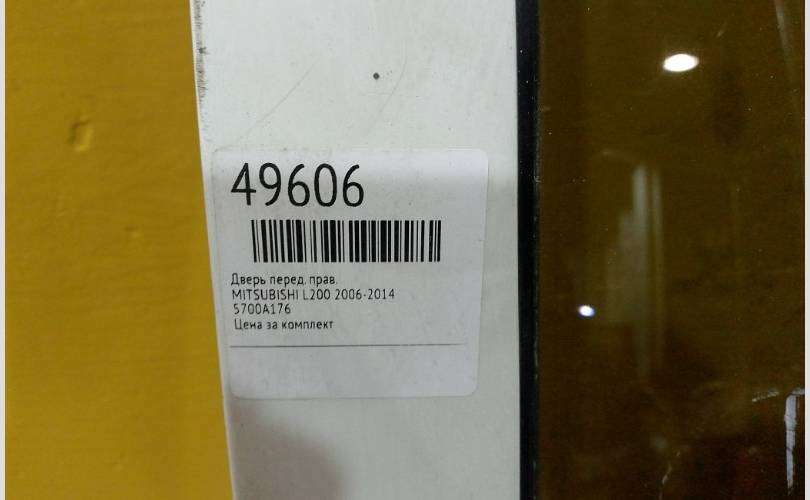 49606
Дверь перед. прав.
MITSUBISHI L200 2006-2014
5700A176
Цена за комплект